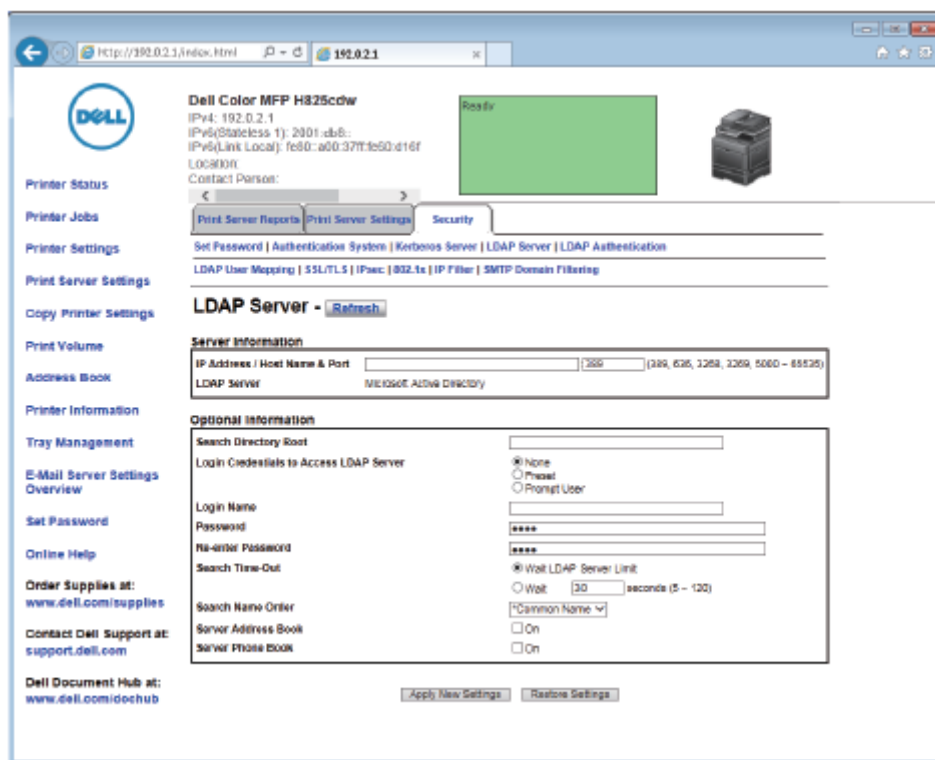 http://192.0.2.1/index.html
192.0.2.1
DELL
Dell Color MFP H825cdw
IPv4: 192.0.2.1
IPv6(Stateless 1): 2001:db8::
IPv6(Link Local): fe80::a00:37ff:fe60:d16f
Location:
Contact Person:
Ready
Printer Status
Printer Jobs
Printer Settings
Print Server Settings
Copy Printer Settings
Print Volume
Address Book
Printer Information
Tray Management
E-Mail Server Settings
Overview
Set Password
Online Help
Order Supplies at:
www.dell.com/supplies
Contact Dell Support at:
support.dell.com
Dell Document Hub at:
www.dell.com/dochub
Print Server Reports Print Server Settings Security
Set Password | Authentication System | Kerberos Server | LDAP Server | LDAP Authentication
LDAP User Mapping | SSL/TLS | IPsec | 802.1x | IP Filter | SMTP Domain Filtering
LDAP Server - Refresh
Server Information
IP Address / Host Name & Port 389 (389, 636, 3268, 3269, 5000 – 65535)
LDAP Server Microsoft Active Directory
Optional Information
Search Directory Root
Login Credentials to Access LDAP Server None
Preset
Prompt User
Login Name
Password ••••
Re-enter Password ••••
Search Time-Out Wait LDAP Server Limit
Wait 30 seconds (5 – 120)
Search Name Order *Common Name
Server Address Book On
Server Phone Book On
Apply New Settings Restore Settings